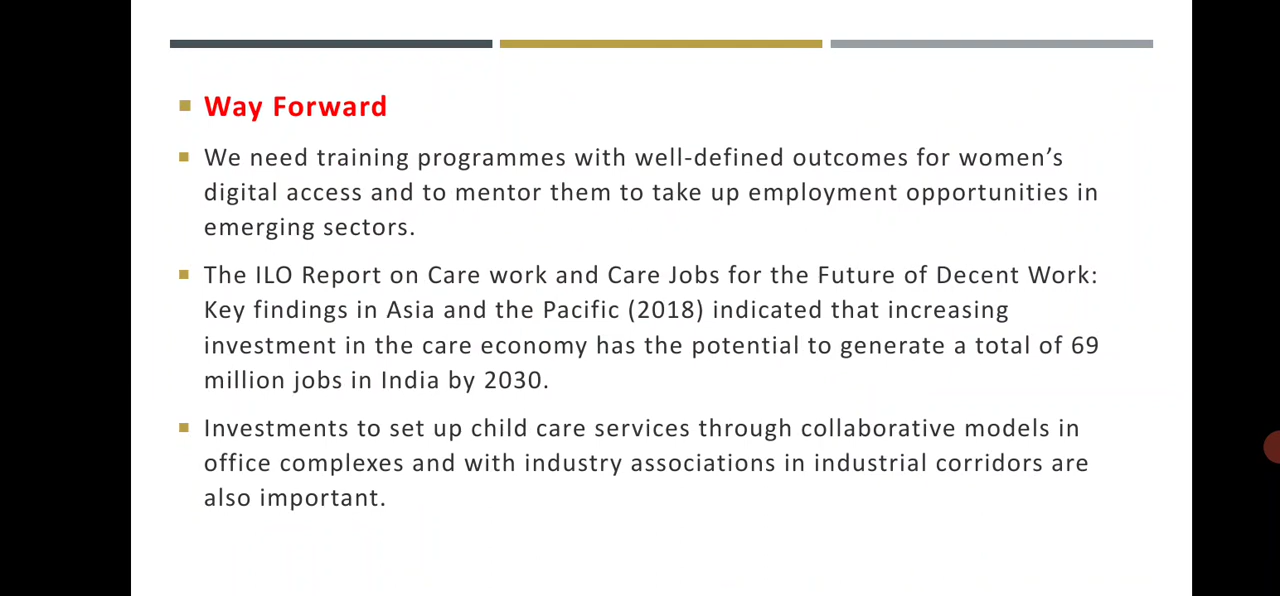 Way Forward
We need training programmes with well-defined outcomes for women’s
digital access and to mentor them to take up employment opportunities in
emerging sectors.
The ILO Report on Care work and Care Jobs for the Future of Decent Work:
Key findings in Asia and the Pacific (2018) indicated that increasing
investment in the care economy has the potential to generate a total of 69
million jobs in India by 2030.
Investments to set up child care services through collaborative models in
office complexes and with industry associations in industrial corridors are
also important.